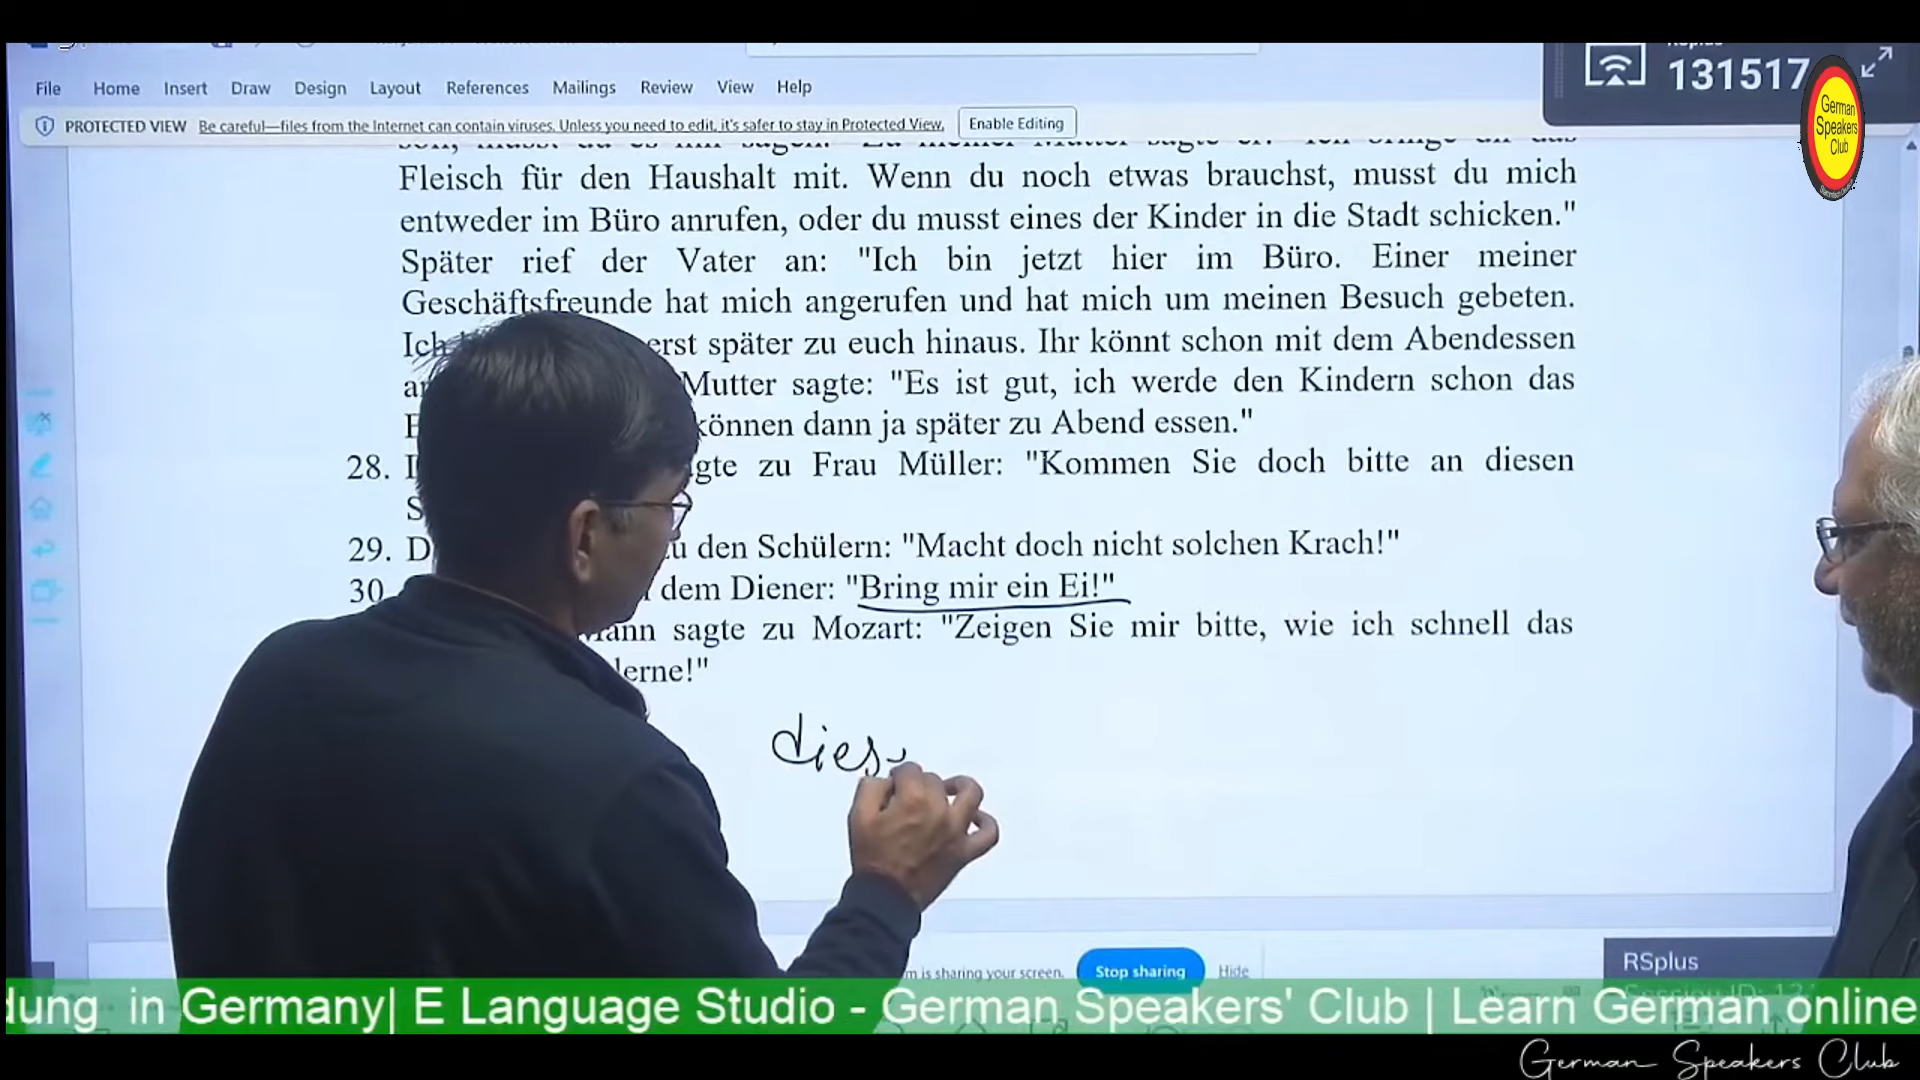 131517
German Speakers Club
File Home Insert Draw Design Layout References Mailings Review View Help
PROTECTED VIEW Be careful—files from the Internet can contain viruses. Unless you need to edit, it's safer to stay in Protected View. Enable Editing
Fleisch für den Haushalt mit. Wenn du noch etwas brauchst, musst du mich
entweder im Büro anrufen, oder du musst eines der Kinder in die Stadt schicken."
Später rief der Vater an: "Ich bin jetzt hier im Büro. Einer meiner
Geschäftsfreunde hat mich angerufen und hat mich um meinen Besuch gebeten.
Ich erst später zu euch hinaus. Ihr könnt schon mit dem Abendessen
Mutter sagte: "Es ist gut, ich werde den Kindern schon das
können dann ja später zu Abend essen."
28. zu Frau Müller: "Kommen Sie doch bitte an diesen
29. den Schülern: "Macht doch nicht solchen Krach!"
30 dem Diener: "Bring mir ein Ei!"
sagte zu Mozart: "Zeigen Sie mir bitte, wie ich schnell das
lerne!"
dies
is sharing your screen. Stop sharing Hide
RSplus
in Germany| E Language Studio - German Speakers' Club | Learn German online
German Speakers Club